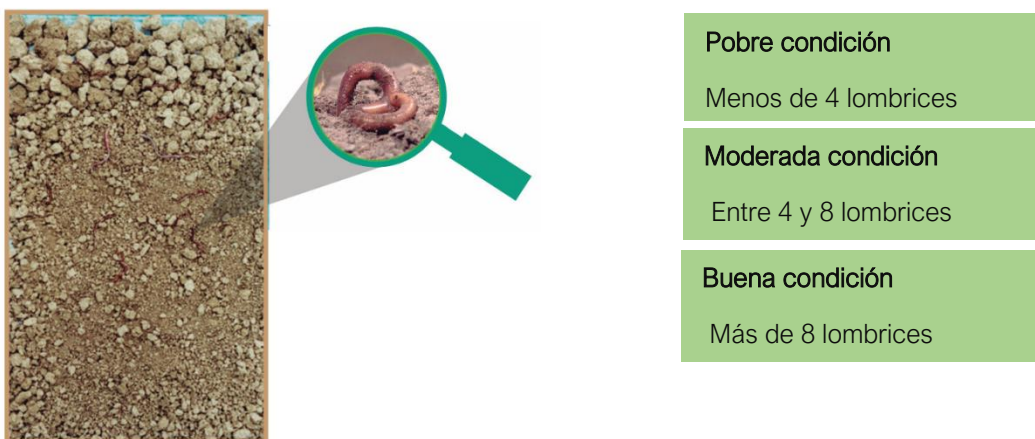 Pobre condición
Menos de 4 lombrices
Moderada condición
Entre 4 y 8 lombrices
Buena condición
Más de 8 lombrices